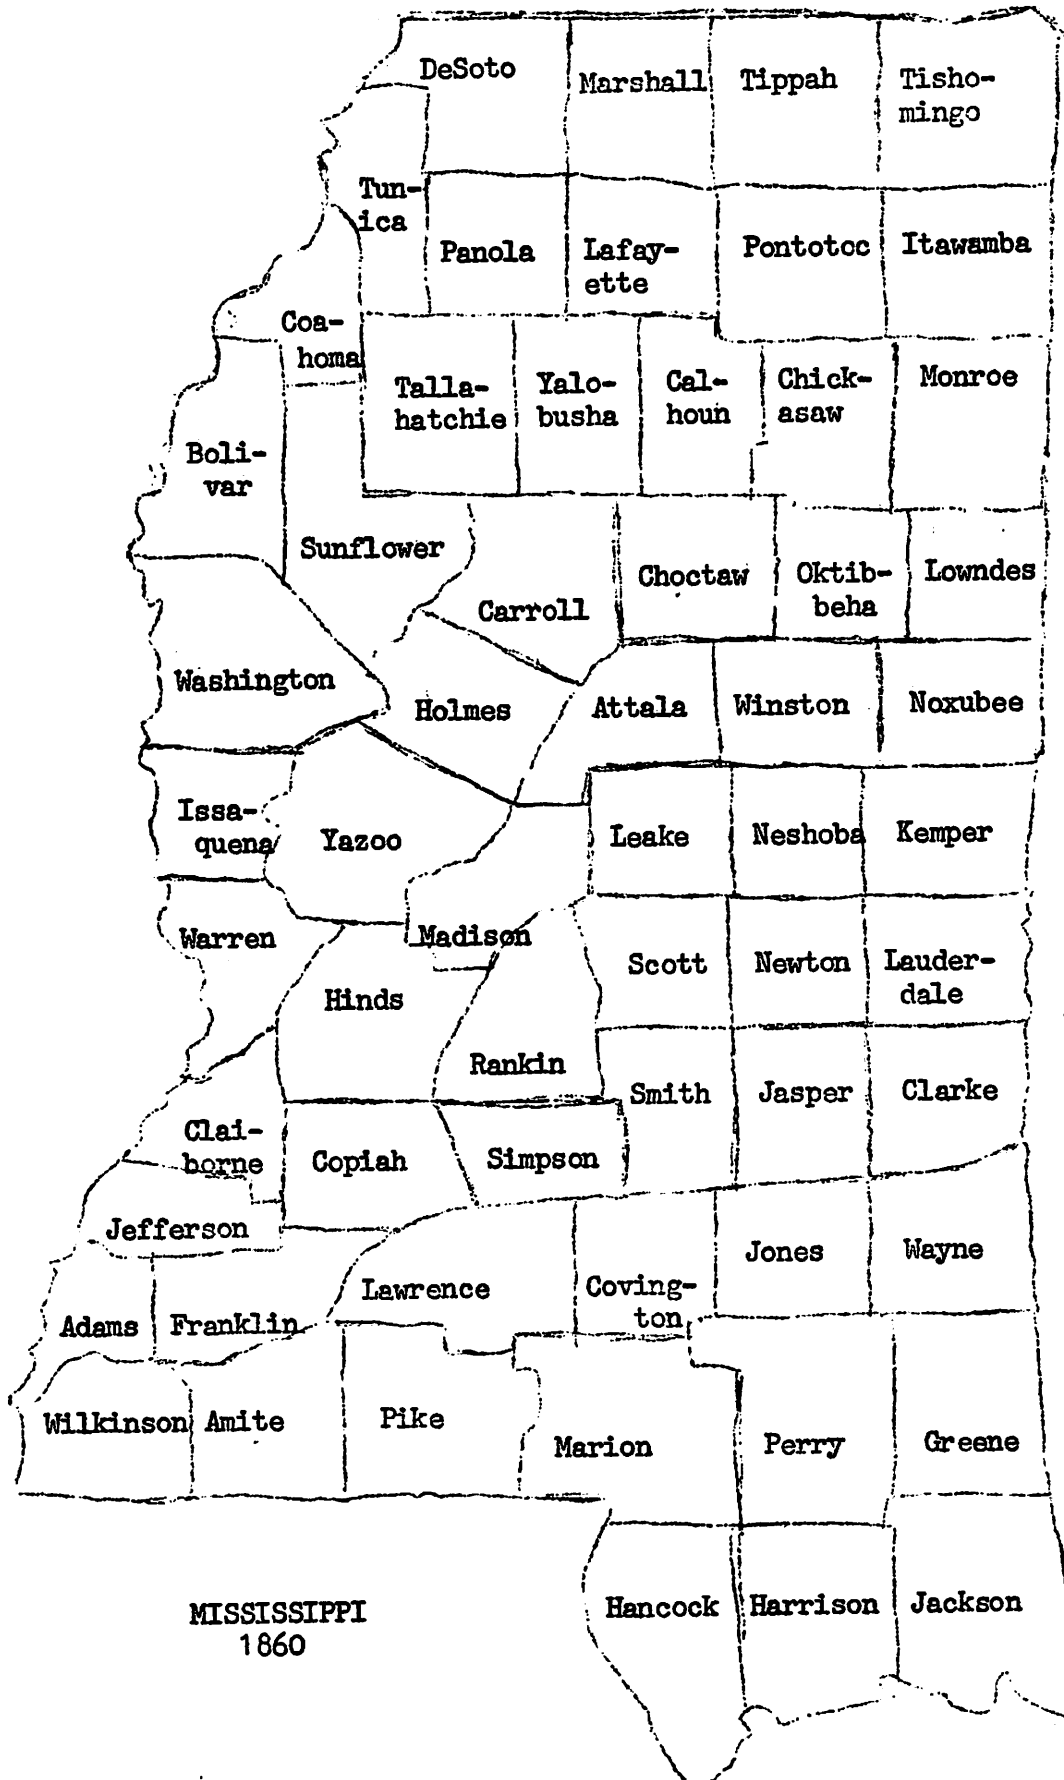 DeSoto
Marshall
Tippah
Tisho-
mingo
Tun-
ica
Panola
Lafay-
ette
Pontotoc
Itawamba
Coa-
homa
Talla-
hatchie
Yalo-
busha
Cal-
houn
Chick-
asaw
Monroe
Boli-
var
Sunflower
Carroll
Choctaw
Oktib-
beha
Lowndes
Washington
Holmes
Attala
Winston
Noxubee
Issa-
quena
Yazoo
Leake
Neshoba
Kemper
Warren
Madison
Hinds
Scott
Newton
Lauder-
dale
Rankin
Smith
Jasper
Clarke
Clai-
borne
Copiah
Simpson
Jefferson
Lawrence
Coving-
ton
Jones
Wayne
Adams
Franklin
Wilkinson
Amite
Pike
Marion
Perry
Greene
Hancock
Harrison
Jackson
MISSISSIPPI
1860